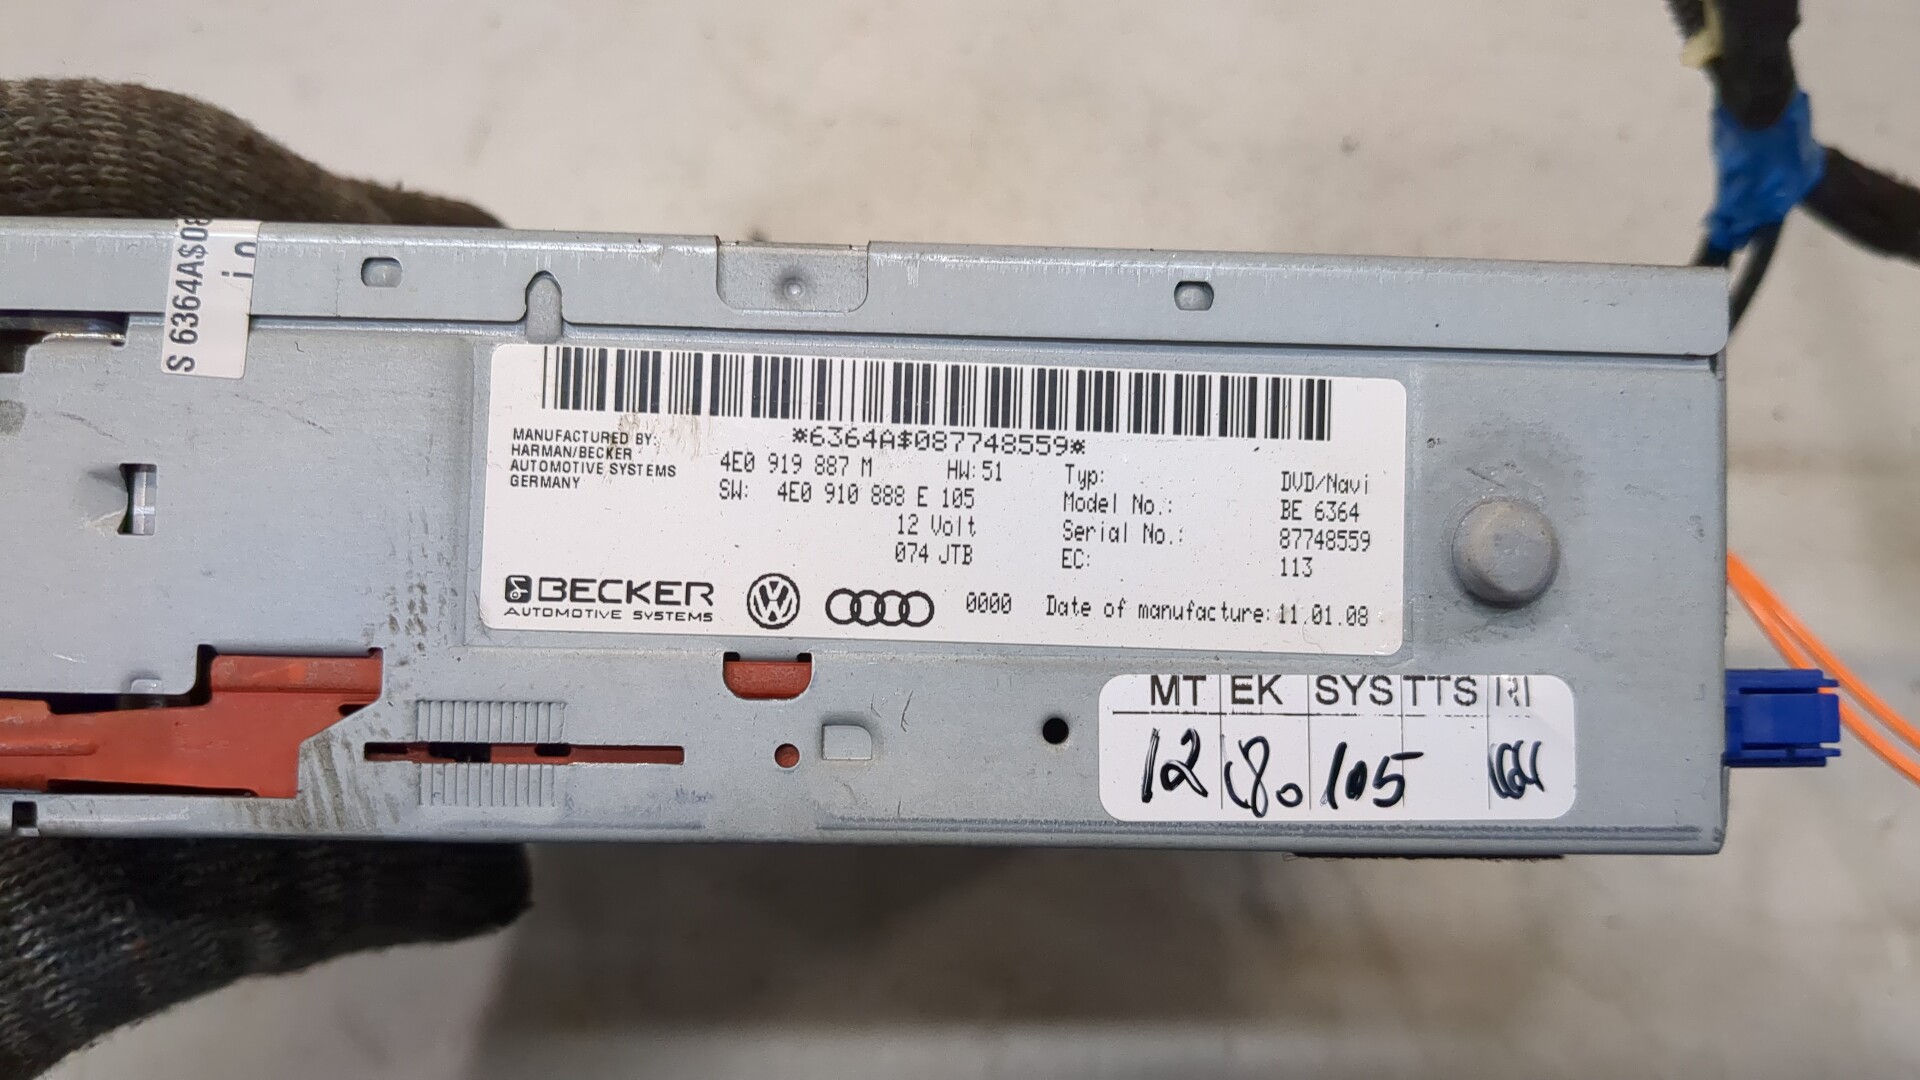 S 6364A$08
in
*6364A$087748559*
MANUFACTURED BY:
HARMAN/BECKER
AUTOMOTIVE SYSTEMS
GERMANY
4E0 919 887 M HW: 51
SW: 4E0 910 888 E 105
12 Volt
074 JTB
Typ: DVD/Navi
Model No.: BE 6364
Serial No.: 87748559
EC: 113
BECKER
AUTOMOTIVE SYSTEMS
0000 Date of manufacture: 11.01.08
MT EK SYS TTS RI
12 80 105